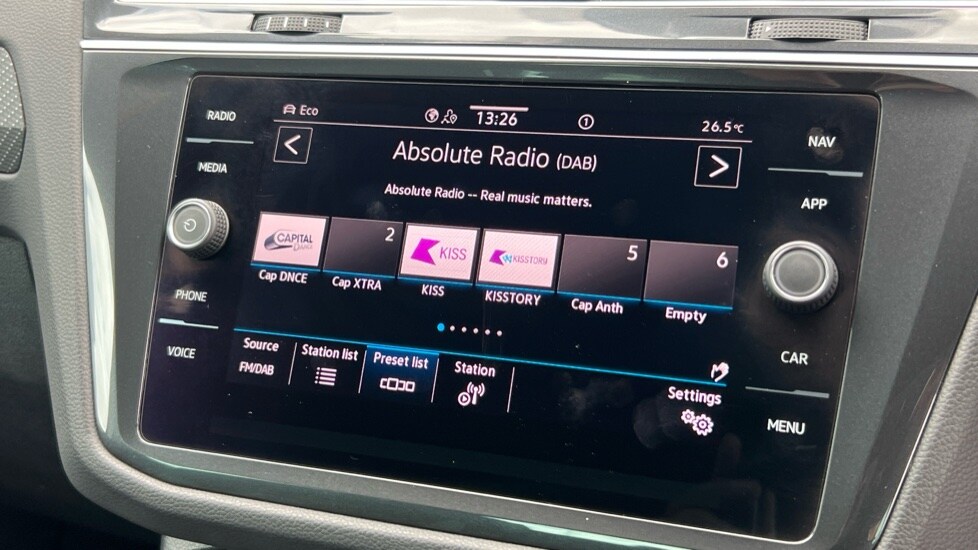 RADIO
MEDIA
PHONE
VOICE
Eco
13:26
1
26.5°C
<
Absolute Radio (DAB)
>
Absolute Radio -- Real music matters.
CAPITAL
Dance
2
KISS
KISSTORY
5
6
Cap DNCE
Cap XTRA
KISS
KISSTORY
Cap Anth
Empty
Source
FM/DAB
Station list
Preset list
Station
Settings
NAV
APP
CAR
MENU